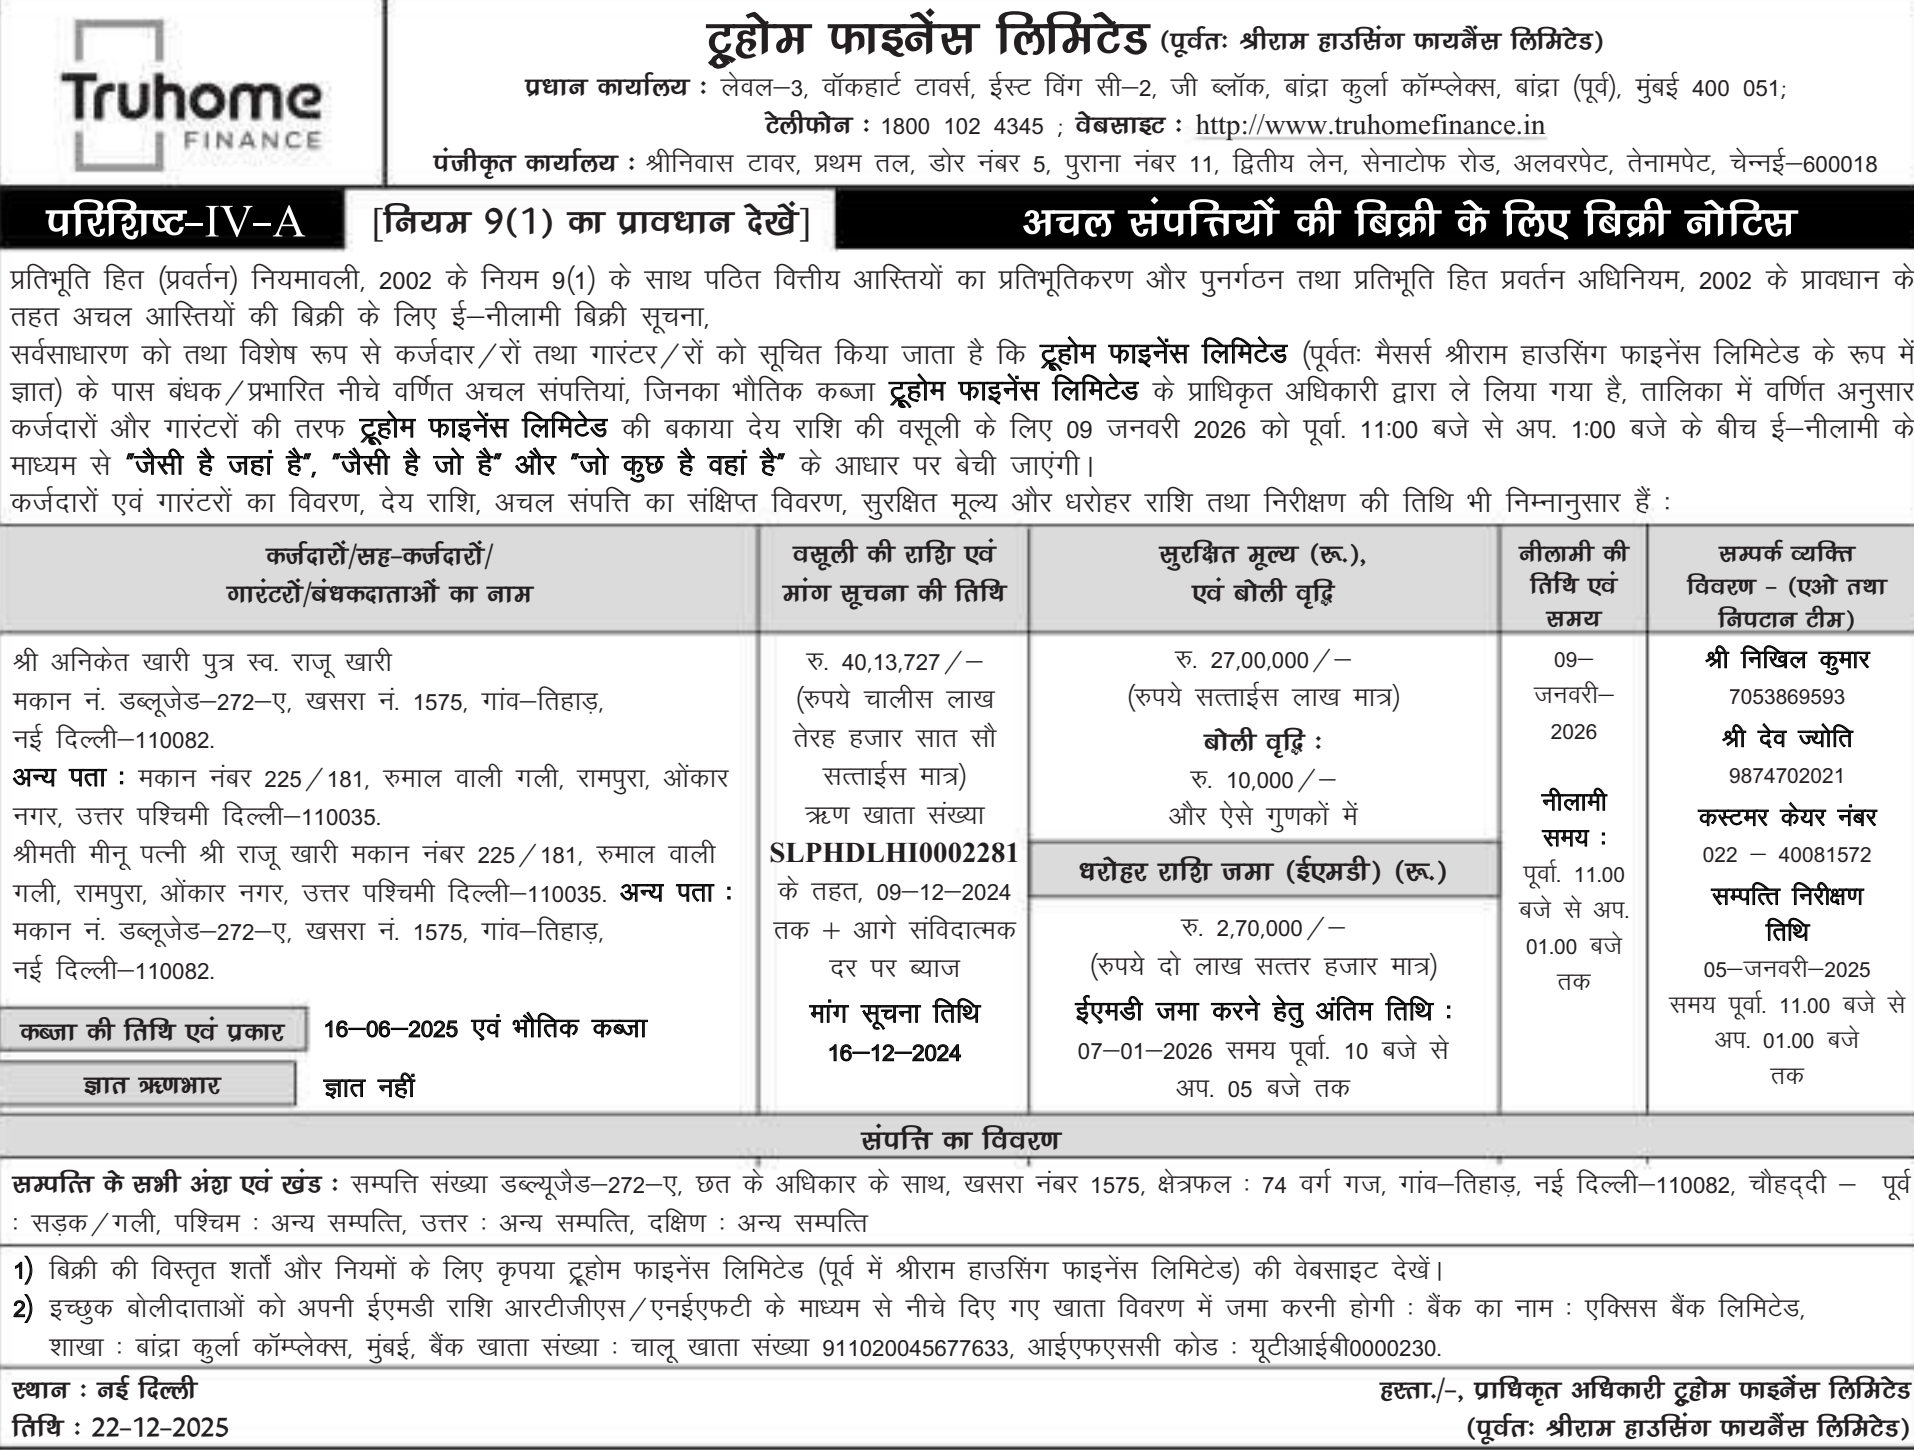 Truhome
FINANCE
ट्रूहोम फाइनेंस लिमिटेड (पूर्वतः श्रीराम हाउसिंग फायनैंस लिमिटेड)
प्रधान कार्यालय : लेवल–3, वॉकहार्ट टावर्स, ईस्ट विंग सी–2, जी ब्लॉक, बांद्रा कुर्ला कॉम्प्लेक्स, बांद्रा (पूर्व), मुंबई 400 051;
टेलीफोन : 1800 102 4345 ; वेबसाइट : http://www.truhomefinance.in
पंजीकृत कार्यालय : श्रीनिवास टावर, प्रथम तल, डोर नंबर 5, पुराना नंबर 11, द्वितीय लेन, सेनाटोफ रोड, अलवरपेट, तेनामपेट, चेन्नई–600018
परिशिष्ट-IV-A [नियम 9(1) का प्रावधान देखें] अचल संपत्तियों की बिक्री के लिए बिक्री नोटिस
प्रतिभूति हित (प्रवर्तन) नियमावली, 2002 के नियम 9(1) के साथ पठित वित्तीय आस्तियों का प्रतिभूतिकरण और पुनर्गठन तथा प्रतिभूति हित प्रवर्तन अधिनियम, 2002 के प्रावधान के
तहत अचल आस्तियों की बिक्री के लिए ई–नीलामी बिक्री सूचना,
सर्वसाधारण को तथा विशेष रूप से कर्जदार/रों तथा गारंटर/रों को सूचित किया जाता है कि ट्रूहोम फाइनेंस लिमिटेड (पूर्वतः मैसर्स श्रीराम हाउसिंग फाइनेंस लिमिटेड के रूप में
ज्ञात) के पास बंधक/प्रभारित नीचे वर्णित अचल संपत्तियां, जिनका भौतिक कब्जा ट्रूहोम फाइनेंस लिमिटेड के प्राधिकृत अधिकारी द्वारा ले लिया गया है, तालिका में वर्णित अनुसार
कर्जदारों और गारंटरों की तरफ ट्रूहोम फाइनेंस लिमिटेड की बकाया देय राशि की वसूली के लिए 09 जनवरी 2026 को पूर्वा. 11:00 बजे से अप. 1:00 बजे के बीच ई–नीलामी के
माध्यम से "जैसी है जहां है", "जैसी है जो है" और "जो कुछ है वहां है" के आधार पर बेची जाएंगी।
कर्जदारों एवं गारंटरों का विवरण, देय राशि, अचल संपत्ति का संक्षिप्त विवरण, सुरक्षित मूल्य और धरोहर राशि तथा निरीक्षण की तिथि भी निम्नानुसार हैं :
कर्जदारों/सह-कर्जदारों/
गारंटरों/बंधकदाताओं का नाम
वसूली की राशि एवं
मांग सूचना की तिथि
सुरक्षित मूल्य (रू.),
एवं बोली वृद्धि
नीलामी की
तिथि एवं
समय
सम्पर्क व्यक्ति
विवरण - (एओ तथा
निपटान टीम)
श्री अनिकेत खारी पुत्र स्व. राजू खारी
मकान नं. डब्लूजेड–272–ए, खसरा नं. 1575, गांव–तिहाड़,
नई दिल्ली–110082.
अन्य पता : मकान नंबर 225/181, रुमाल वाली गली, रामपुरा, ओंकार
नगर, उत्तर पश्चिमी दिल्ली–110035.
श्रीमती मीनू पत्नी श्री राजू खारी मकान नंबर 225/181, रुमाल वाली
गली, रामपुरा, ओंकार नगर, उत्तर पश्चिमी दिल्ली–110035. अन्य पता :
मकान नं. डब्लूजेड–272–ए, खसरा नं. 1575, गांव–तिहाड़,
नई दिल्ली–110082.
कब्जा की तिथि एवं प्रकार 16–06–2025 एवं भौतिक कब्जा
ज्ञात ऋणभार ज्ञात नहीं
रु. 40,13,727/–
(रुपये चालीस लाख
तेरह हजार सात सौ
सत्ताईस मात्र)
ऋण खाता संख्या
SLPHDLHI0002281
के तहत, 09–12–2024
तक + आगे संविदात्मक
दर पर ब्याज
मांग सूचना तिथि
16–12–2024
रु. 27,00,000/–
(रुपये सत्ताईस लाख मात्र)
बोली वृद्धि :
रु. 10,000/–
और ऐसे गुणकों में
धरोहर राशि जमा (ईएमडी) (रू.)
रु. 2,70,000/–
(रुपये दो लाख सत्तर हजार मात्र)
ईएमडी जमा करने हेतु अंतिम तिथि :
07–01–2026 समय पूर्वा. 10 बजे से
अप. 05 बजे तक
09–
जनवरी–
2026
नीलामी
समय :
पूर्वा. 11.00
बजे से अप.
01.00 बजे
तक
श्री निखिल कुमार
7053869593
श्री देव ज्योति
9874702021
कस्टमर केयर नंबर
022 – 40081572
सम्पत्ति निरीक्षण
तिथि
05–जनवरी–2025
समय पूर्वा. 11.00 बजे से
अप. 01.00 बजे
तक
संपत्ति का विवरण
सम्पत्ति के सभी अंश एवं खंड : सम्पत्ति संख्या डब्ल्यूजैड–272–ए, छत के अधिकार के साथ, खसरा नंबर 1575, क्षेत्रफल : 74 वर्ग गज, गांव–तिहाड़, नई दिल्ली–110082, चौहद्दी – पूर्व
: सड़क/गली, पश्चिम : अन्य सम्पत्ति, उत्तर : अन्य सम्पत्ति, दक्षिण : अन्य सम्पत्ति
1) बिक्री की विस्तृत शर्तों और नियमों के लिए कृपया ट्रूहोम फाइनेंस लिमिटेड (पूर्व में श्रीराम हाउसिंग फाइनेंस लिमिटेड) की वेबसाइट देखें।
2) इच्छुक बोलीदाताओं को अपनी ईएमडी राशि आरटीजीएस/एनईएफटी के माध्यम से नीचे दिए गए खाता विवरण में जमा करनी होगी : बैंक का नाम : एक्सिस बैंक लिमिटेड,
शाखा : बांद्रा कुर्ला कॉम्प्लेक्स, मुंबई, बैंक खाता संख्या : चालू खाता संख्या 911020045677633, आईएफएससी कोड : यूटीआईबी0000230.
स्थान : नई दिल्ली
तिथि : 22-12-2025
हस्ता./-, प्राधिकृत अधिकारी ट्रूहोम फाइनेंस लिमिटेड
(पूर्वतः श्रीराम हाउसिंग फायनैंस लिमिटेड)